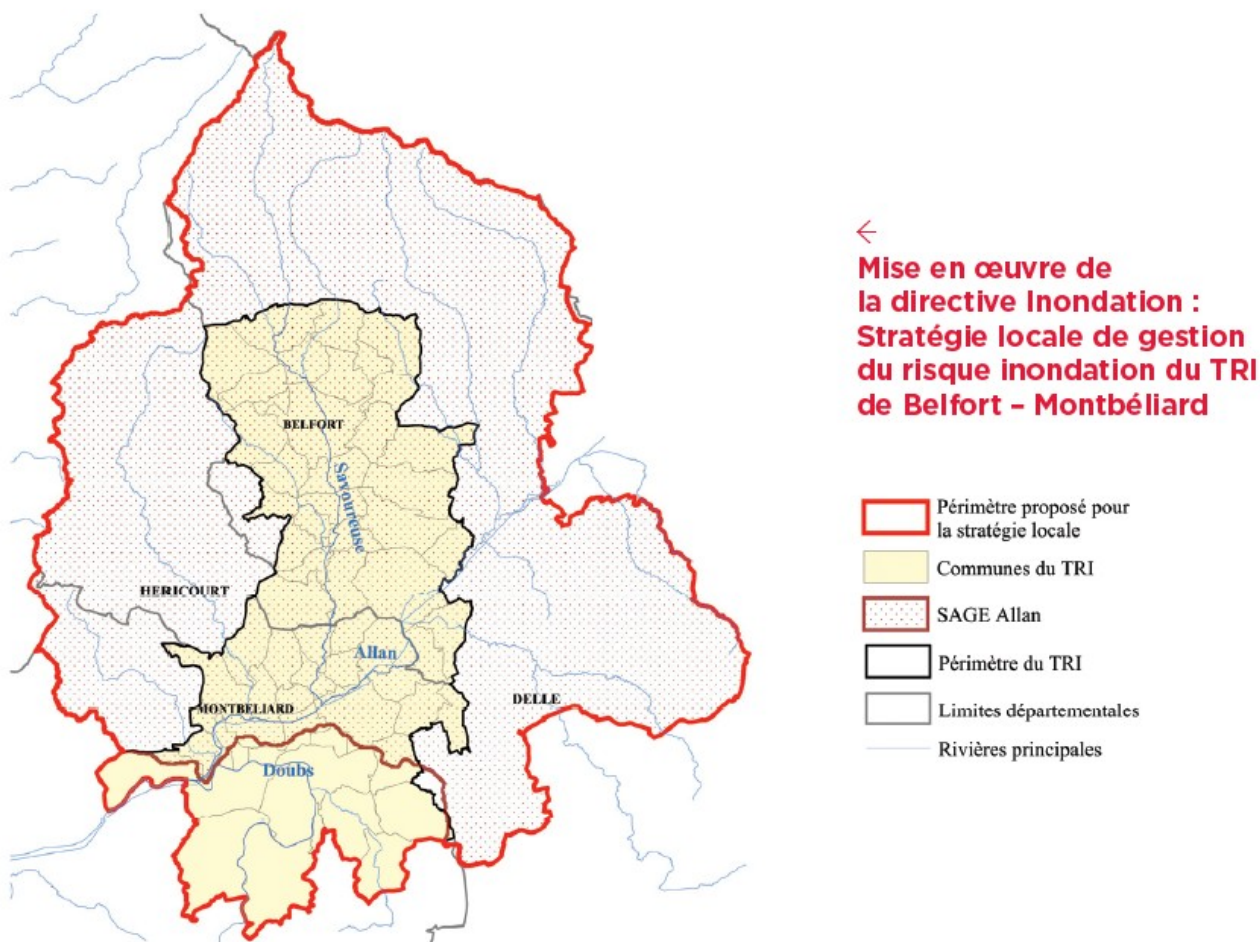 BELFORT
Savoureuse
HERICOURT
Allan
MONTBELIARD
DELLE
Doubs
←
Mise en œuvre de
la directive Inondation :
Stratégie locale de gestion
du risque inondation du TRI
de Belfort – Montbéliard
Périmètre proposé pour
la stratégie locale
Communes du TRI
SAGE Allan
Périmètre du TRI
Limites départementales
Rivières principales